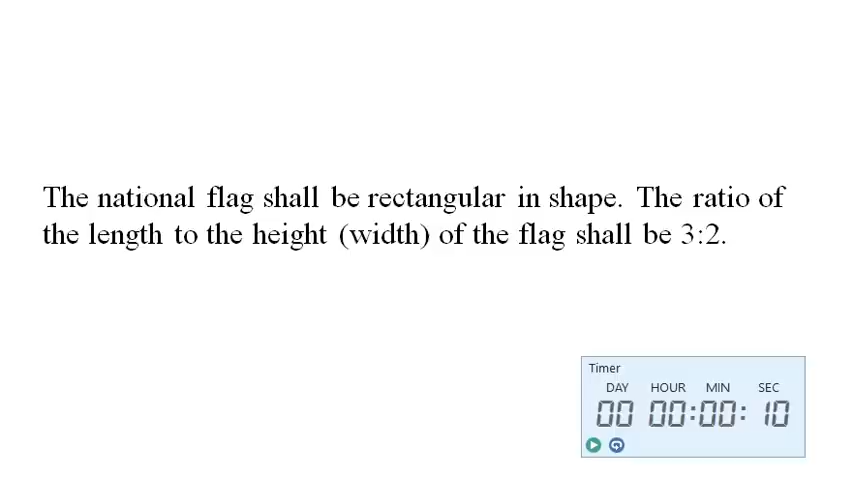 The national flag shall be rectangular in shape. The ratio of
the length to the height (width) of the flag shall be 3:2.
Timer
DAY HOUR MIN SEC
00 00:00: 10